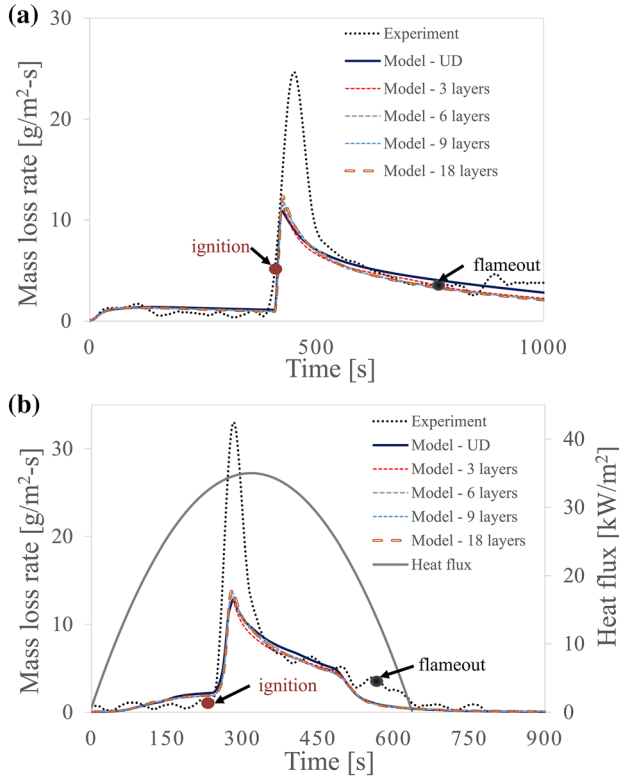 (a)
30
20
10
0
Mass loss rate [g/m²-s]
Experiment
Model - UD
Model - 3 layers
Model - 6 layers
Model - 9 layers
Model - 18 layers
ignition
flameout
0
500
1000
Time [s]
(b)
30
20
10
0
Mass loss rate [g/m²-s]
Experiment
Model - UD
Model - 3 layers
Model - 6 layers
Model - 9 layers
Model - 18 layers
Heat flux
ignition
flameout
40
30
20
10
0
Heat flux [kW/m²]
0
150
300
450
600
750
900
Time [s]